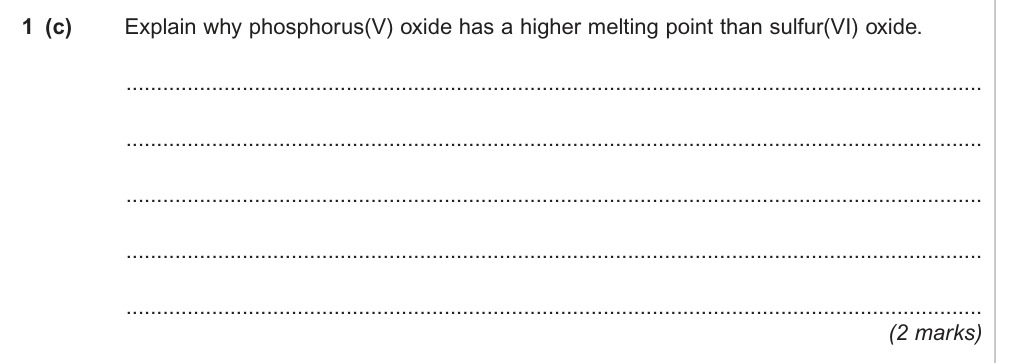 1 (c) Explain why phosphorus(V) oxide has a higher melting point than sulfur(VI) oxide.
(2 marks)